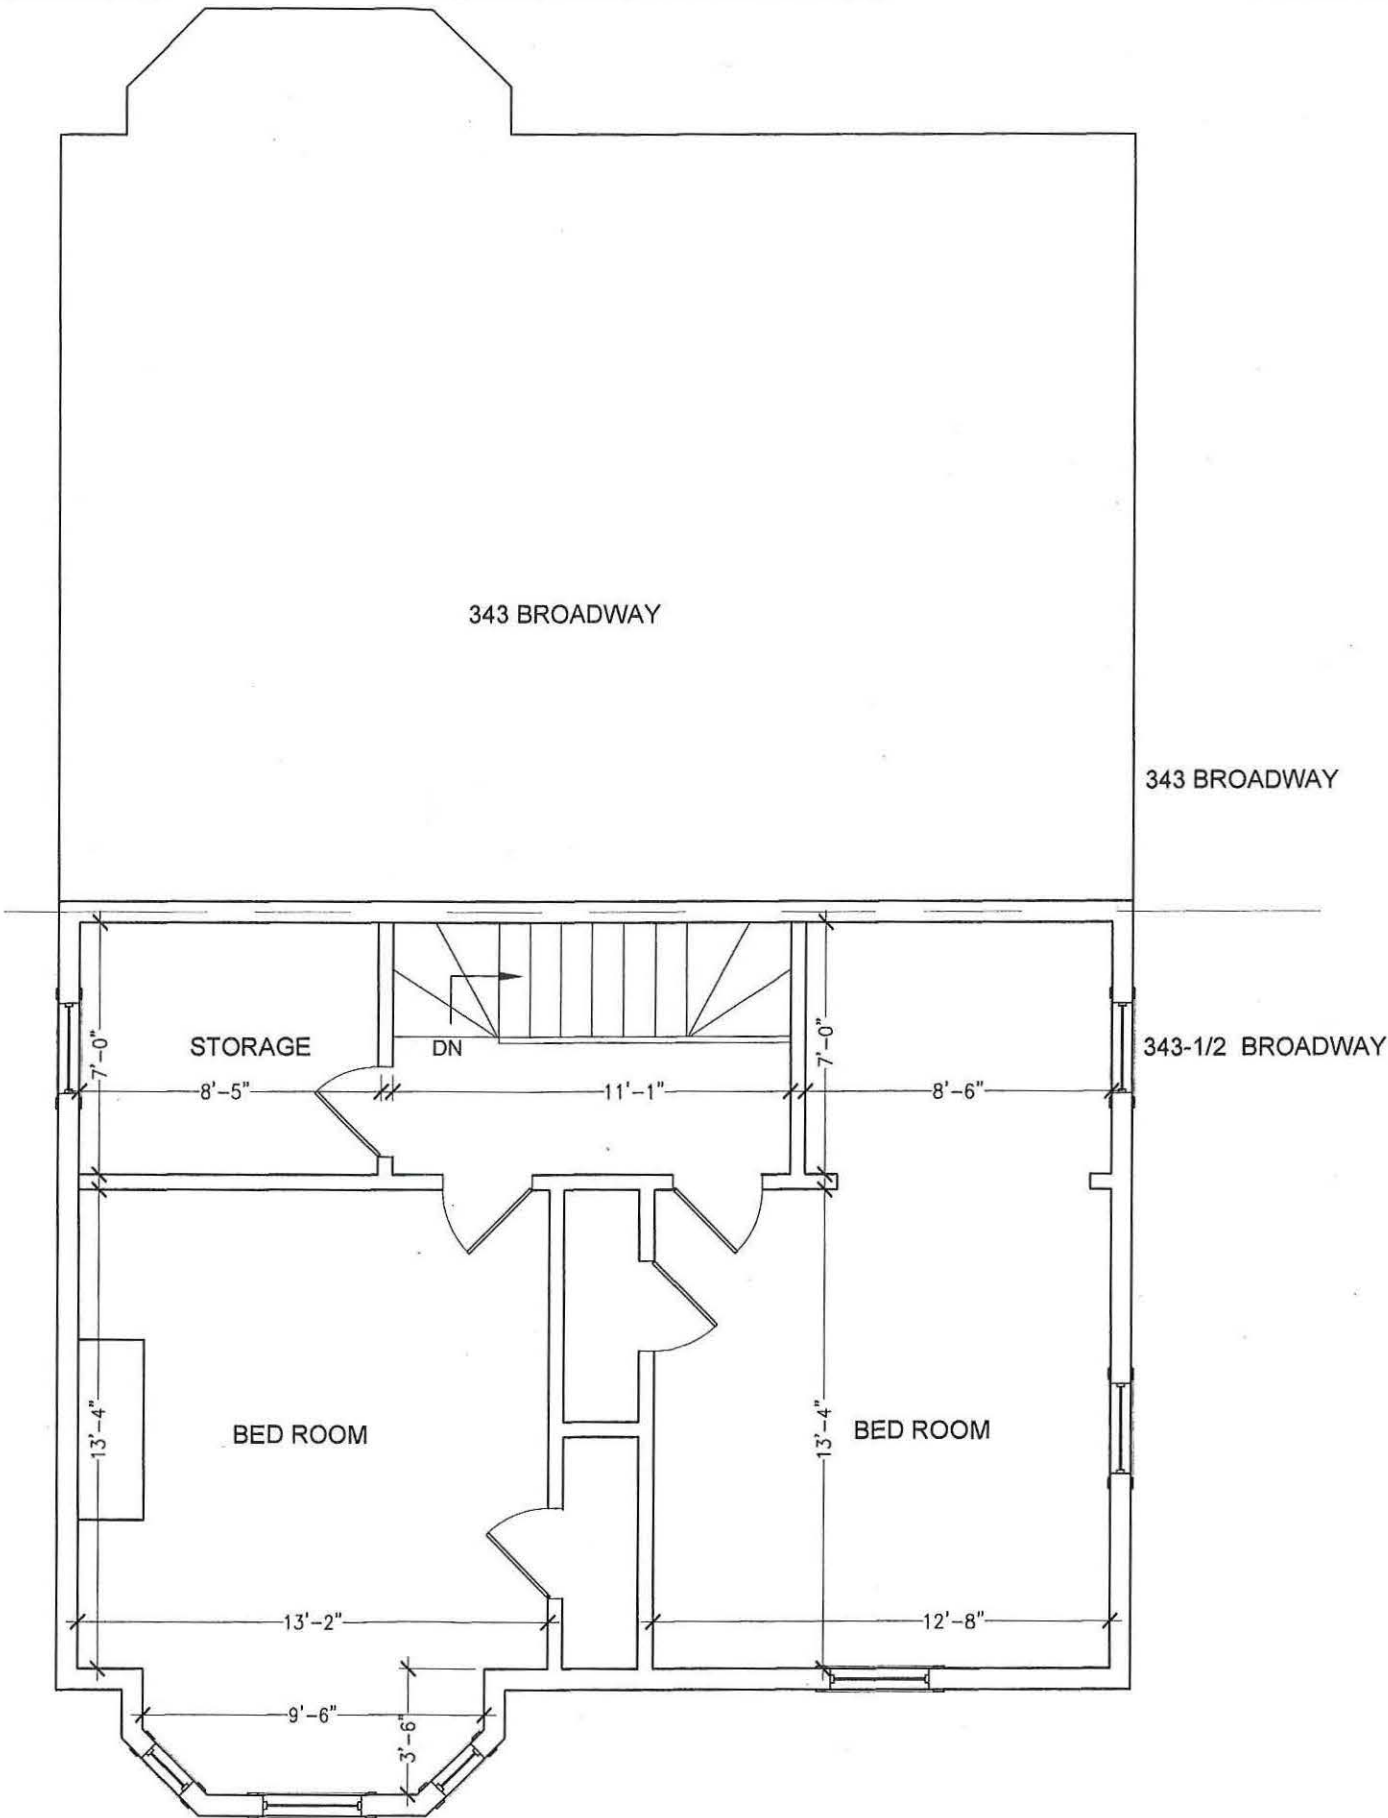 343 BROADWAY
343 BROADWAY
STORAGE
DN
343-1/2 BROADWAY
7'-0"
7'-0"
8'-5"
11'-1"
8'-6"
BED ROOM
BED ROOM
13'-4"
13'-4"
13'-2"
12'-8"
9'-6"
3'-6"